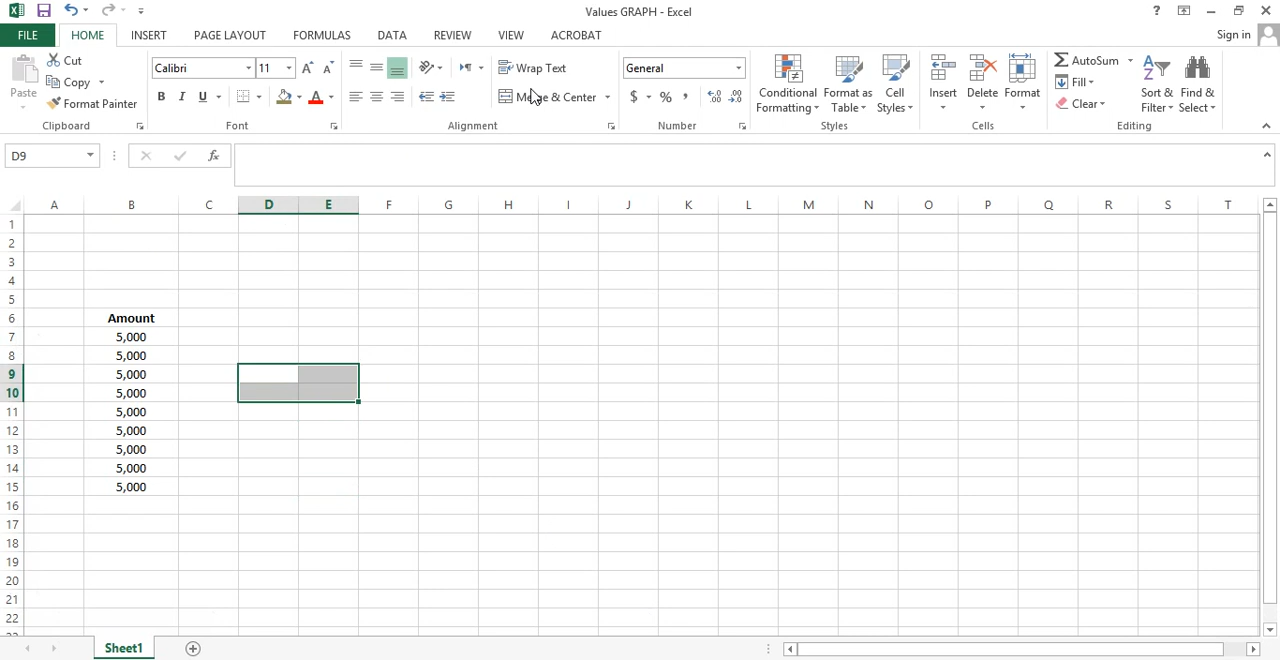 Values GRAPH - Excel
?
Sign in
FILE HOME INSERT PAGE LAYOUT FORMULAS DATA REVIEW VIEW ACROBAT
Paste
Cut
Copy
Format Painter
Clipboard
Calibri 11
B I U
Font
Wrap Text
Merge & Center
Alignment
General
$ % ,
Number
Conditional Formatting
Format as Table
Cell Styles
Styles
Insert
Delete
Format
Cells
AutoSum
Fill
Clear
Sort & Filter
Find & Select
Editing
D9
fx
A B C D E F G H I J K L M N O P Q R S T
1
2
3
4
5
6 Amount
7 5,000
8 5,000
9 5,000
10 5,000
11 5,000
12 5,000
13 5,000
14 5,000
15 5,000
16
17
18
19
20
21
22
Sheet1